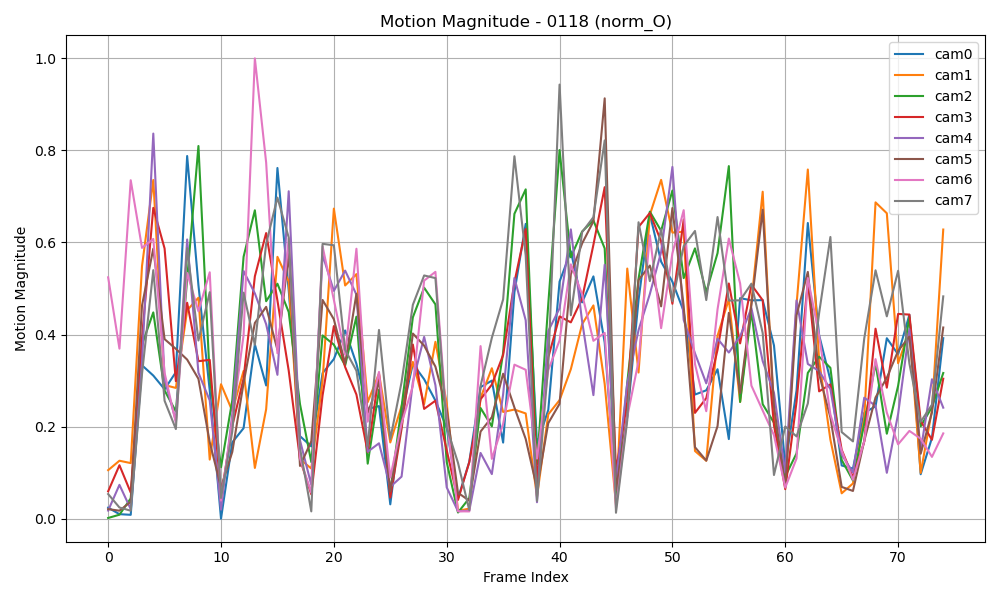 Motion Magnitude - 0118 (norm_O)
Motion Magnitude
1.0
0.8
0.6
0.4
0.2
0.0
0 10 20 30 40 50 60 70
Frame Index
cam0
cam1
cam2
cam3
cam4
cam5
cam6
cam7